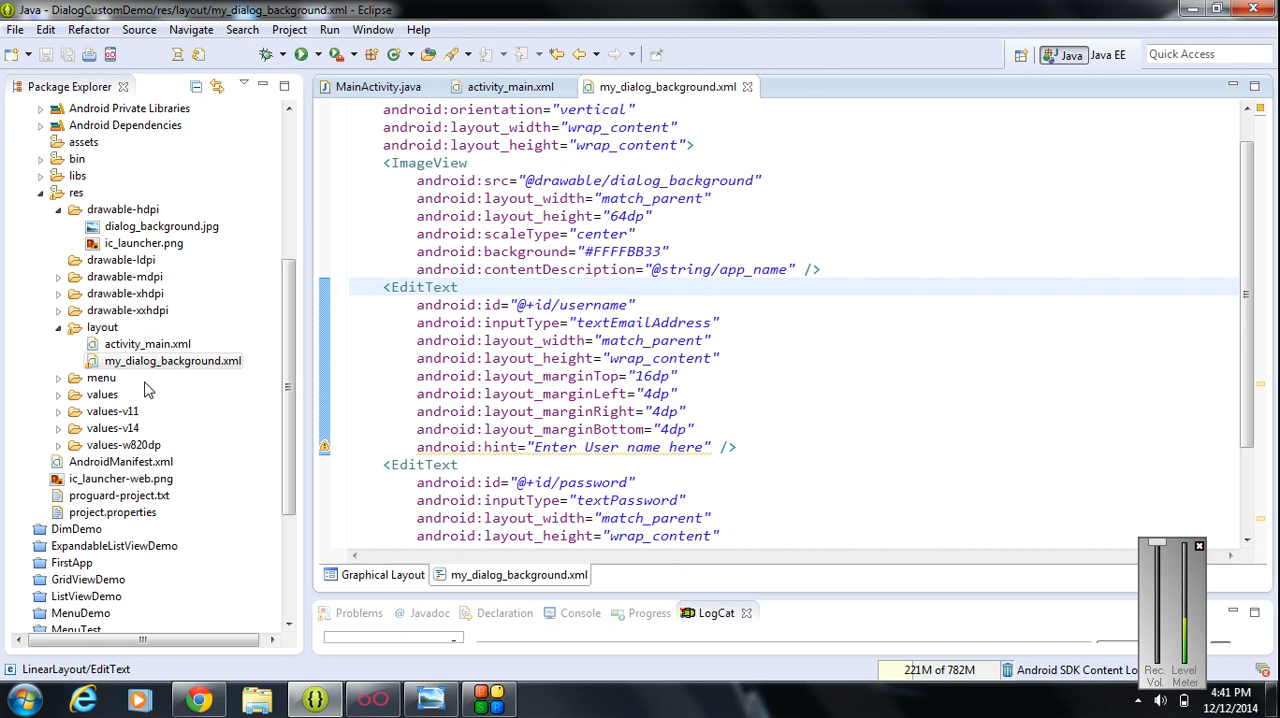 Java - DialogCustomDemo/res/layout/my_dialog_background.xml - Eclipse
File Edit Refactor Source Navigate Search Project Run Window Help
Java Java EE Quick Access
Package Explorer
MainActivity.java activity_main.xml my_dialog_background.xml
Android Private Libraries
Android Dependencies
assets
bin
libs
res
drawable-hdpi
dialog_background.jpg
ic_launcher.png
drawable-ldpi
drawable-mdpi
drawable-xhdpi
drawable-xxhdpi
layout
activity_main.xml
my_dialog_background.xml
menu
values
values-v11
values-v14
values-w820dp
AndroidManifest.xml
ic_launcher-web.png
proguard-project.txt
project.properties
DimDemo
ExpandableListViewDemo
FirstApp
GridViewDemo
ListViewDemo
MenuDemo
MenuTest
android:orientation="vertical"
android:layout_width="wrap_content"
android:layout_height="wrap_content">
<ImageView
android:src="@drawable/dialog_background"
android:layout_width="match_parent"
android:layout_height="64dp"
android:scaleType="center"
android:background="#FFFFBB33"
android:contentDescription="@string/app_name" />
<EditText
android:id="@+id/username"
android:inputType="textEmailAddress"
android:layout_width="match_parent"
android:layout_height="wrap_content"
android:layout_marginTop="16dp"
android:layout_marginLeft="4dp"
android:layout_marginRight="4dp"
android:layout_marginBottom="4dp"
android:hint="Enter User name here" />
<EditText
android:id="@+id/password"
android:inputType="textPassword"
android:layout_width="match_parent"
android:layout_height="wrap_content"
Graphical Layout my_dialog_background.xml
Problems Javadoc Declaration Console Progress LogCat
LinearLayout/EditText
221M of 782M
Android SDK Content Lo
Rec. Vol.
Level Meter
4:41 PM
12/12/2014